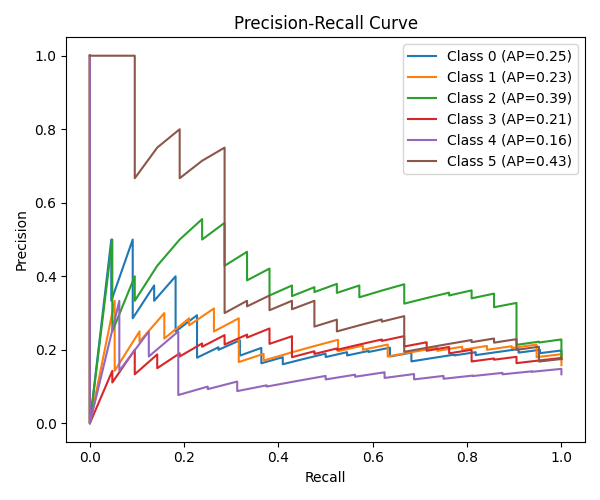 Precision-Recall Curve
Class 0 (AP=0.25)
Class 1 (AP=0.23)
Class 2 (AP=0.39)
Class 3 (AP=0.21)
Class 4 (AP=0.16)
Class 5 (AP=0.43)
Precision
1.0
0.8
0.6
0.4
0.2
0.0
0.0 0.2 0.4 0.6 0.8 1.0
Recall